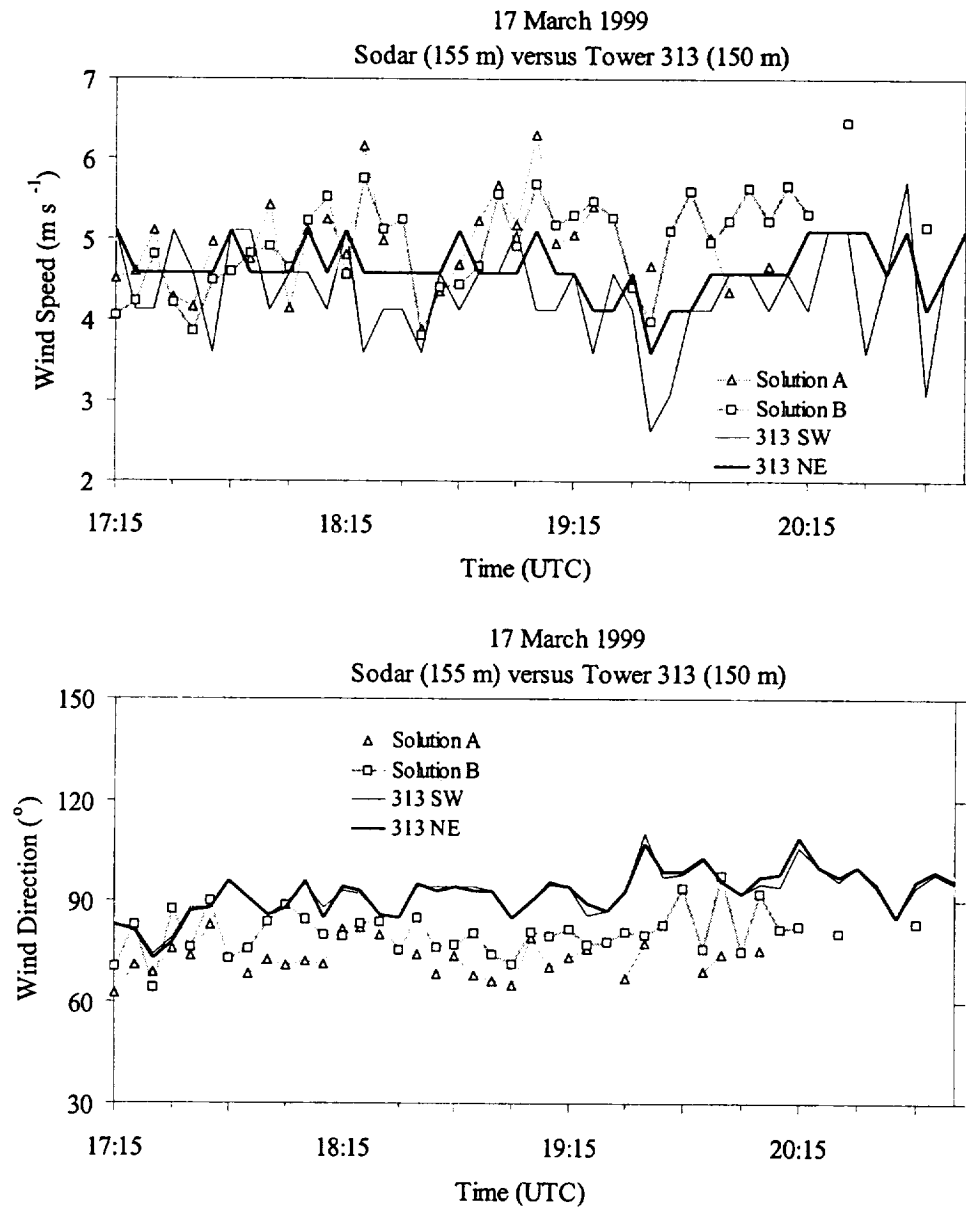 17 March 1999
Sodar (155 m) versus Tower 313 (150 m)
7
6
5
4
3
2
Wind Speed (m s -1)
Solution A
Solution B
313 SW
313 NE
17:15
18:15
19:15
20:15
Time (UTC)
17 March 1999
Sodar (155 m) versus Tower 313 (150 m)
150
120
90
60
30
Wind Direction (°)
Solution A
Solution B
313 SW
313 NE
17:15
18:15
19:15
20:15
Time (UTC)